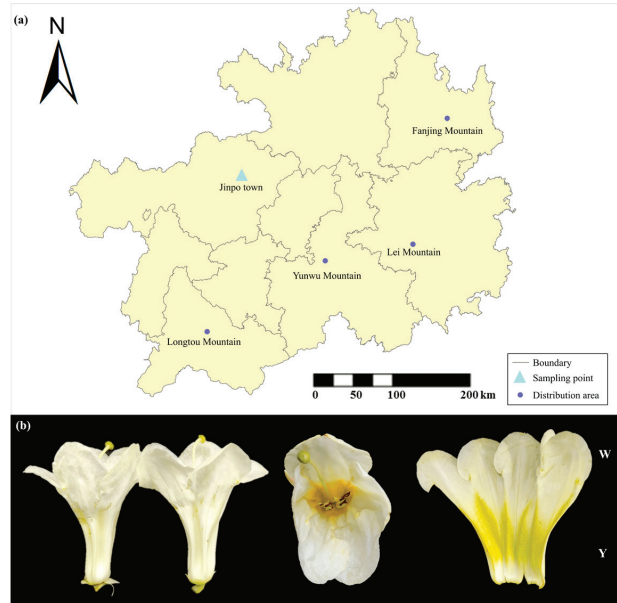 (a)
N
Fanjing Mountain
Jinpo town
Lei Mountain
Yunwu Mountain
Longtou Mountain
Boundary
Sampling point
Distribution area
0 50 100 200 km
(b)
W
Y